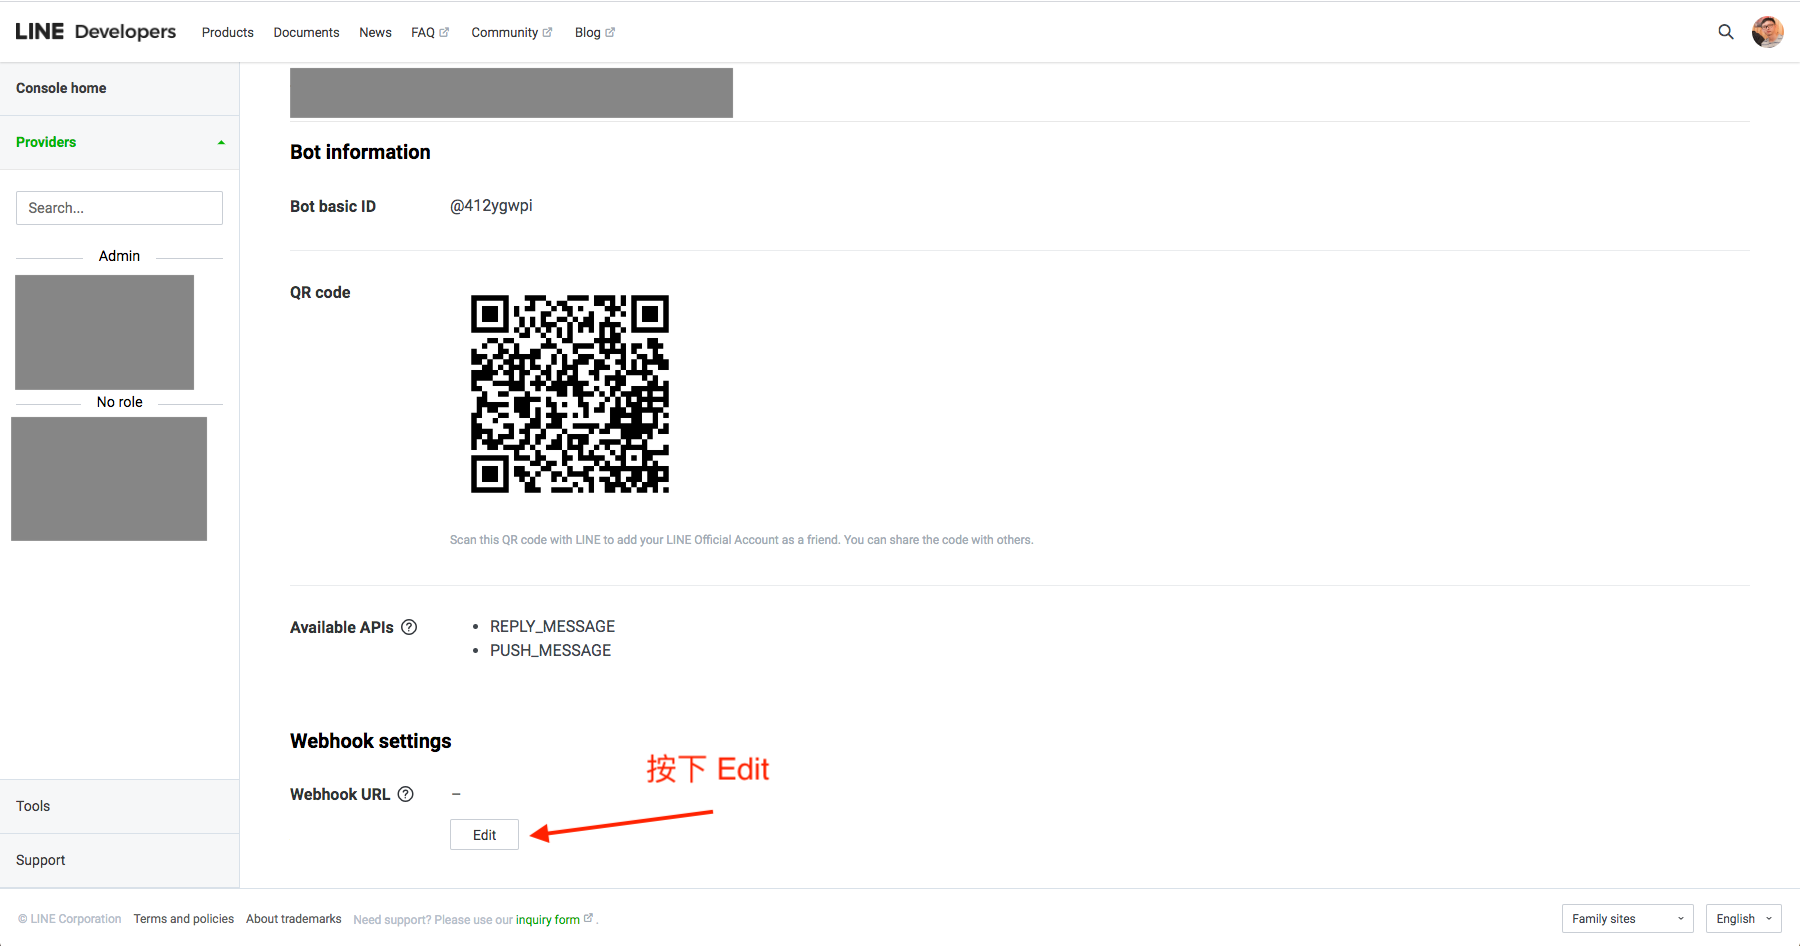 LINE Developers
Products Documents News FAQ Community Blog
Console home
Providers
Search...
Admin
No role
Tools
Support
Bot information
Bot basic ID @412ygwpi
QR code
Scan this QR code with LINE to add your LINE Official Account as a friend. You can share the code with others.
Available APIs ?
• REPLY_MESSAGE
• PUSH_MESSAGE
Webhook settings
按下 Edit
Webhook URL ? –
Edit
© LINE Corporation Terms and policies About trademarks Need support? Please use our inquiry form .
Family sites English